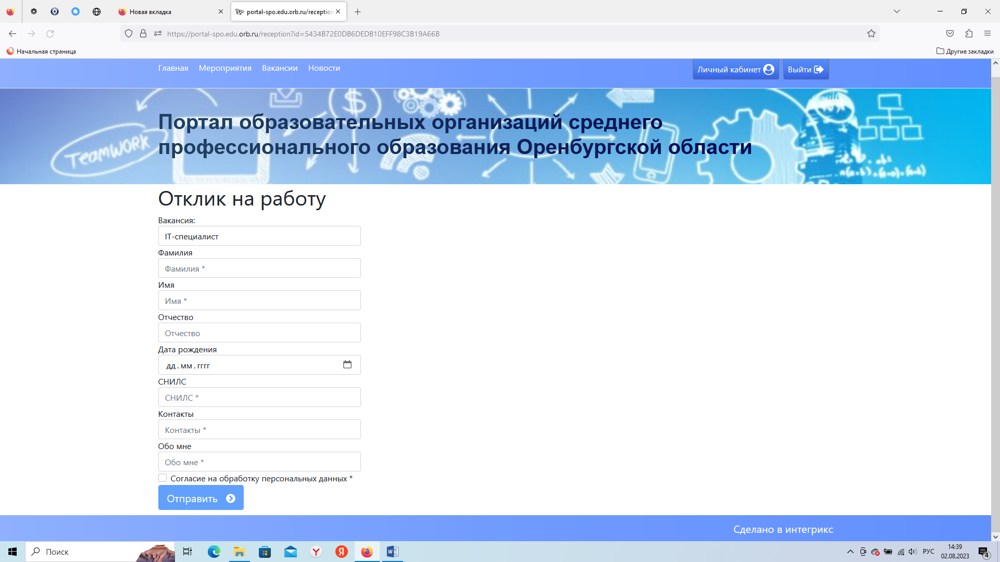 Новая вкладка
portal-spo.edu.orb.ru/reception
https://portal-spo.edu.orb.ru/reception?id=5434B72E0DB6DEDB10EFF98C3B19A66B
Начальная страница
Другие закладки
Главная Мероприятия Вакансии Новости
Личный кабинет
Выйти
Портал образовательных организаций среднего
профессионального образования Оренбургской области
TEAMWORK
Отклик на работу
Вакансия:
IT-специалист
Фамилия
Фамилия *
Имя
Имя *
Отчество
Отчество
Дата рождения
дд.мм.гггг
СНИЛС
СНИЛС *
Контакты
Контакты *
Обо мне
Обо мне *
Согласие на обработку персональных данных *
Отправить
Сделано в интегрикс
Поиск
РУС
14:39
02.08.2023
4